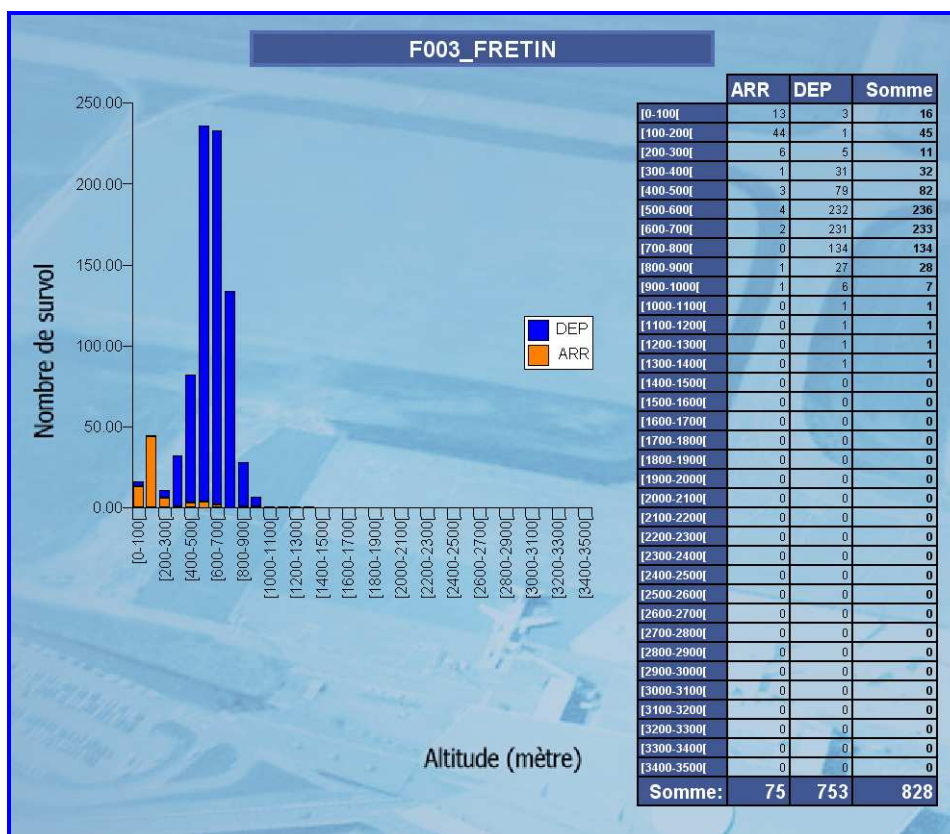 F003_FRETIN
Nombre de survol
250.00
200.00
150.00
100.00
50.00
0.00
[0-100[
[200-300[
[400-500[
[600-700[
[800-900[
[1000-1100[
[1200-1300[
[1400-1500[
[1600-1700[
[1800-1900[
[2000-2100[
[2200-2300[
[2400-2500[
[2600-2700[
[2800-2900[
[3000-3100[
[3200-3300[
[3400-3500[
Altitude (mètre)
DEP
ARR
ARR DEP Somme
[0-100[ 13 3 16
[100-200[ 44 1 45
[200-300[ 6 5 11
[300-400[ 1 31 32
[400-500[ 3 79 82
[500-600[ 4 232 236
[600-700[ 2 231 233
[700-800[ 0 134 134
[800-900[ 1 27 28
[900-1000[ 1 6 7
[1000-1100[ 0 1 1
[1100-1200[ 0 1 1
[1200-1300[ 0 1 1
[1300-1400[ 0 1 1
[1400-1500[ 0 0 0
[1500-1600[ 0 0 0
[1600-1700[ 0 0 0
[1700-1800[ 0 0 0
[1800-1900[ 0 0 0
[1900-2000[ 0 0 0
[2000-2100[ 0 0 0
[2100-2200[ 0 0 0
[2200-2300[ 0 0 0
[2300-2400[ 0 0 0
[2400-2500[ 0 0 0
[2500-2600[ 0 0 0
[2600-2700[ 0 0 0
[2700-2800[ 0 0 0
[2800-2900[ 0 0 0
[2900-3000[ 0 0 0
[3000-3100[ 0 0 0
[3100-3200[ 0 0 0
[3200-3300[ 0 0 0
[3300-3400[ 0 0 0
[3400-3500[ 0 0 0
Somme: 75 753 828